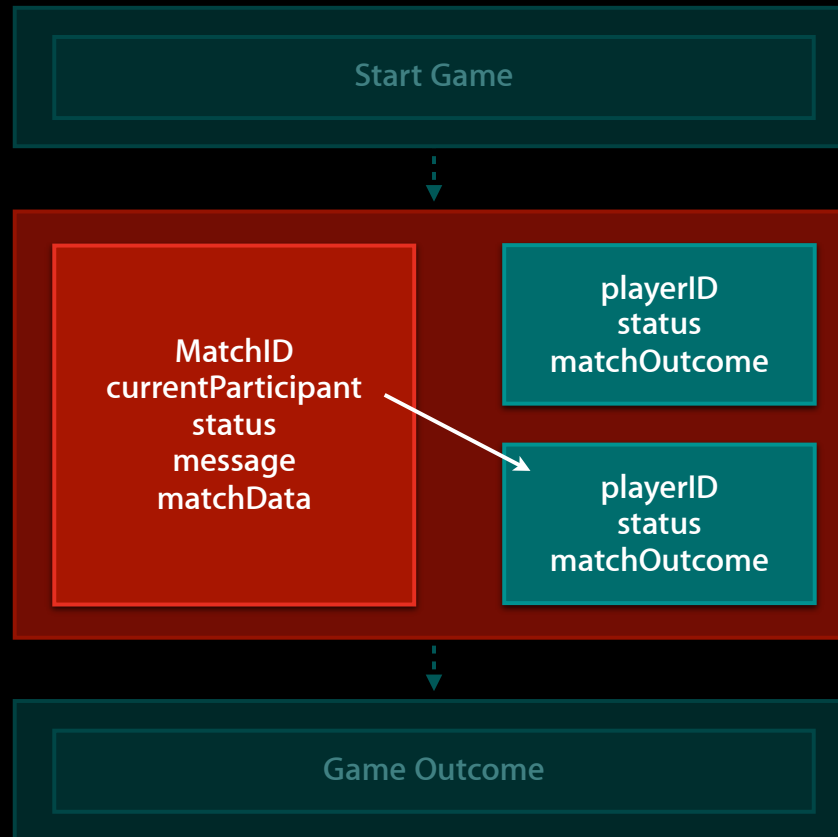 Start Game
MatchID
currentParticipant
status
message
matchData
playerID
status
matchOutcome
playerID
status
matchOutcome
Game Outcome